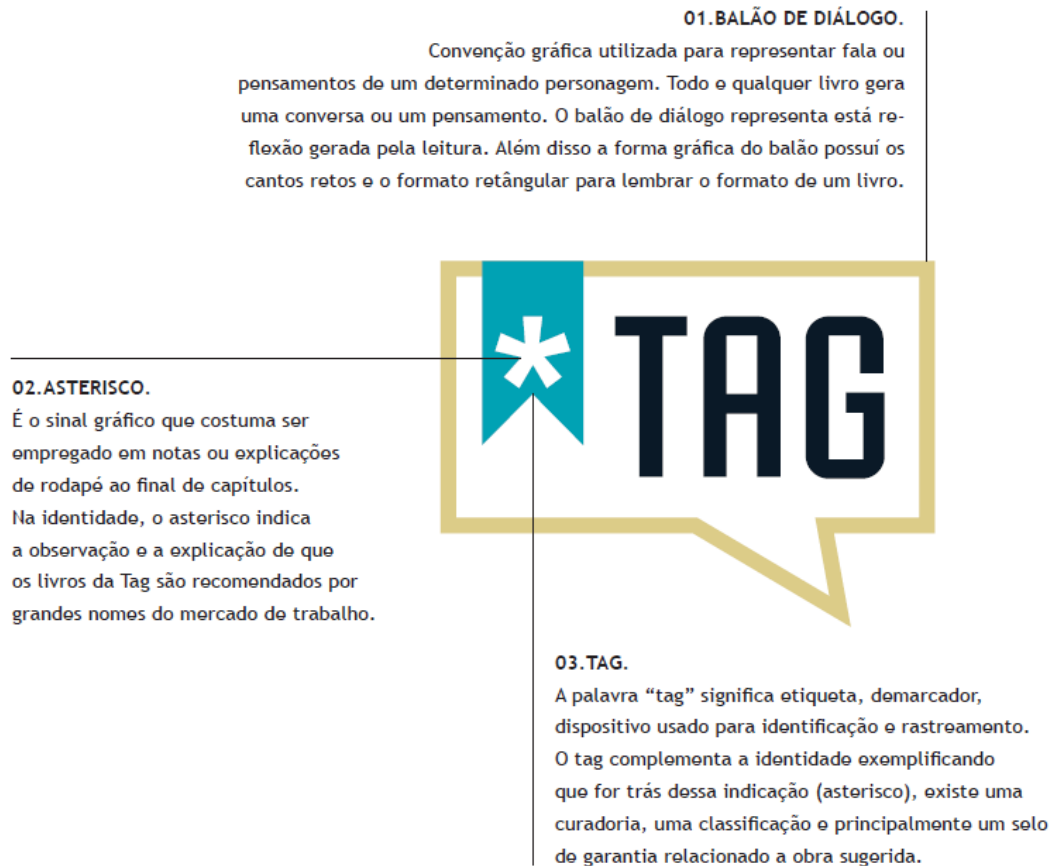 01.BALÃO DE DIÁLOGO.
Convenção gráfica utilizada para representar fala ou
pensamentos de um determinado personagem. Todo e qualquer livro gera
uma conversa ou um pensamento. O balão de diálogo representa está re-
flexão gerada pela leitura. Além disso a forma gráfica do balão possuí os
cantos retos e o formato retângular para lembrar o formato de um livro.
* TAG
02.ASTERISCO.
É o sinal gráfico que costuma ser
empregado em notas ou explicações
de rodapé ao final de capítulos.
Na identidade, o asterisco indica
a observação e a explicação de que
os livros da Tag são recomendados por
grandes nomes do mercado de trabalho.
03.TAG.
A palavra “tag” significa etiqueta, demarcador,
dispositivo usado para identificação e rastreamento.
O tag complementa a identidade exemplificando
que for trás dessa indicação (asterisco), existe uma
curadoria, uma classificação e principalmente um selo
de garantia relacionado a obra sugerida.